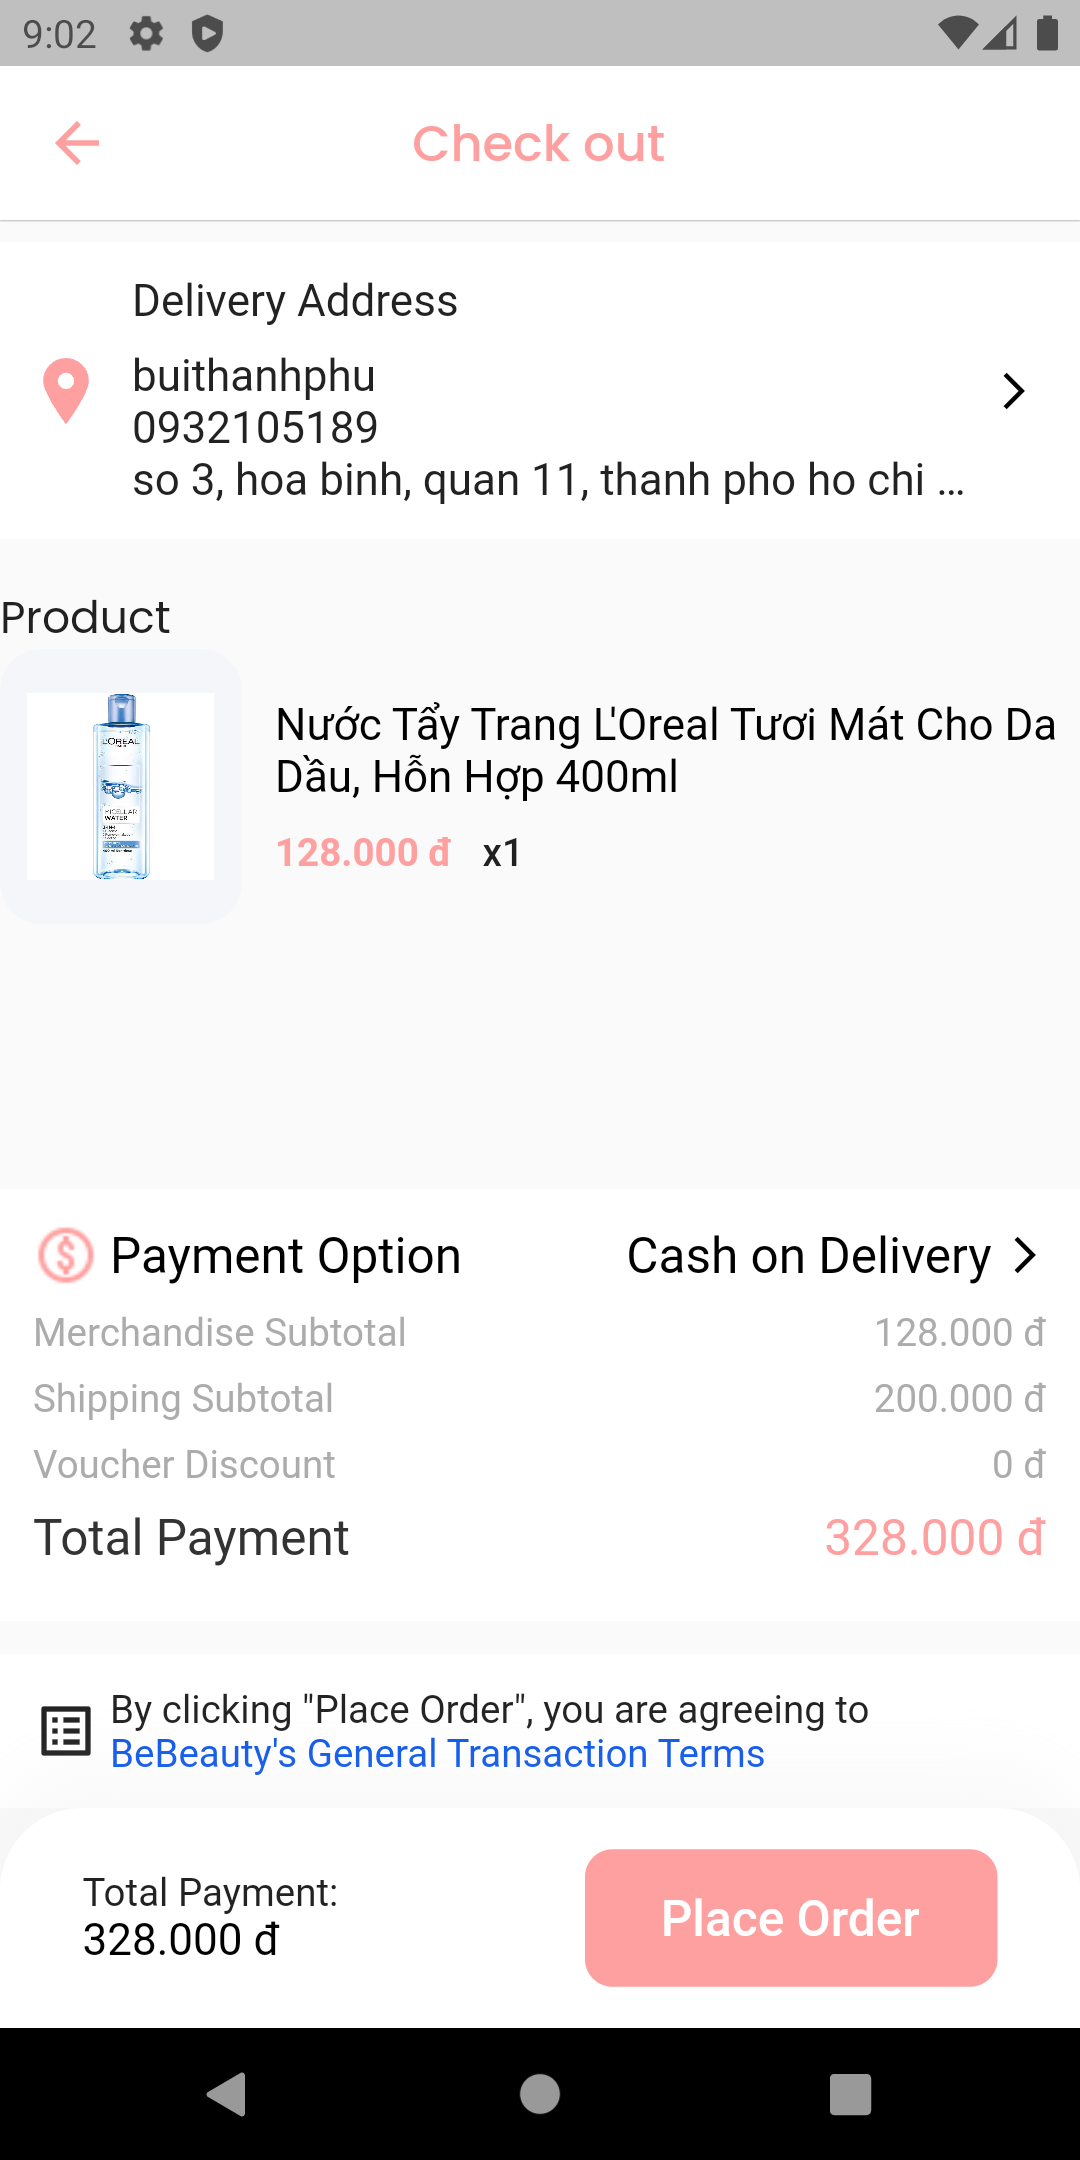 9:02
Check out
Delivery Address
buithanhphu
0932105189
so 3, hoa binh, quan 11, thanh pho ho chi ...
Product
L'OREAL
MICELLAR
WATER
Nước Tẩy Trang L'Oreal Tươi Mát Cho Da
Dầu, Hỗn Hợp 400ml
128.000 đ x1
Payment Option Cash on Delivery
Merchandise Subtotal 128.000 đ
Shipping Subtotal 200.000 đ
Voucher Discount 0 đ
Total Payment 328.000 đ
By clicking "Place Order", you are agreeing to
BeBeauty's General Transaction Terms
Total Payment:
328.000 đ
Place Order